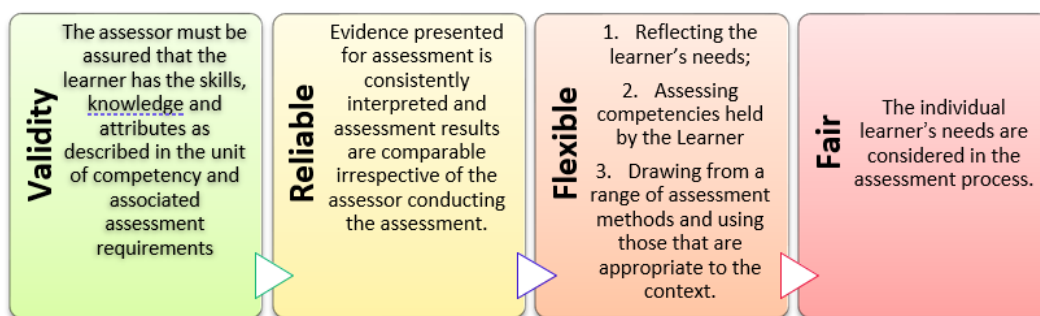 Validity
The assessor must be
assured that the
learner has the skills,
knowledge and
attributes as
described in the unit
of competency and
associated
assessment
requirements
Reliable
Evidence presented
for assessment is
consistently
interpreted and
assessment results
are comparable
irrespective of the
assessor conducting
the assessment.
Flexible
1. Reflecting the
learner’s needs;
2. Assessing
competencies held
by the Learner
3. Drawing from a
range of assessment
methods and using
those that are
appropriate to the
context.
Fair
The individual
learner’s needs are
considered in the
assessment process.